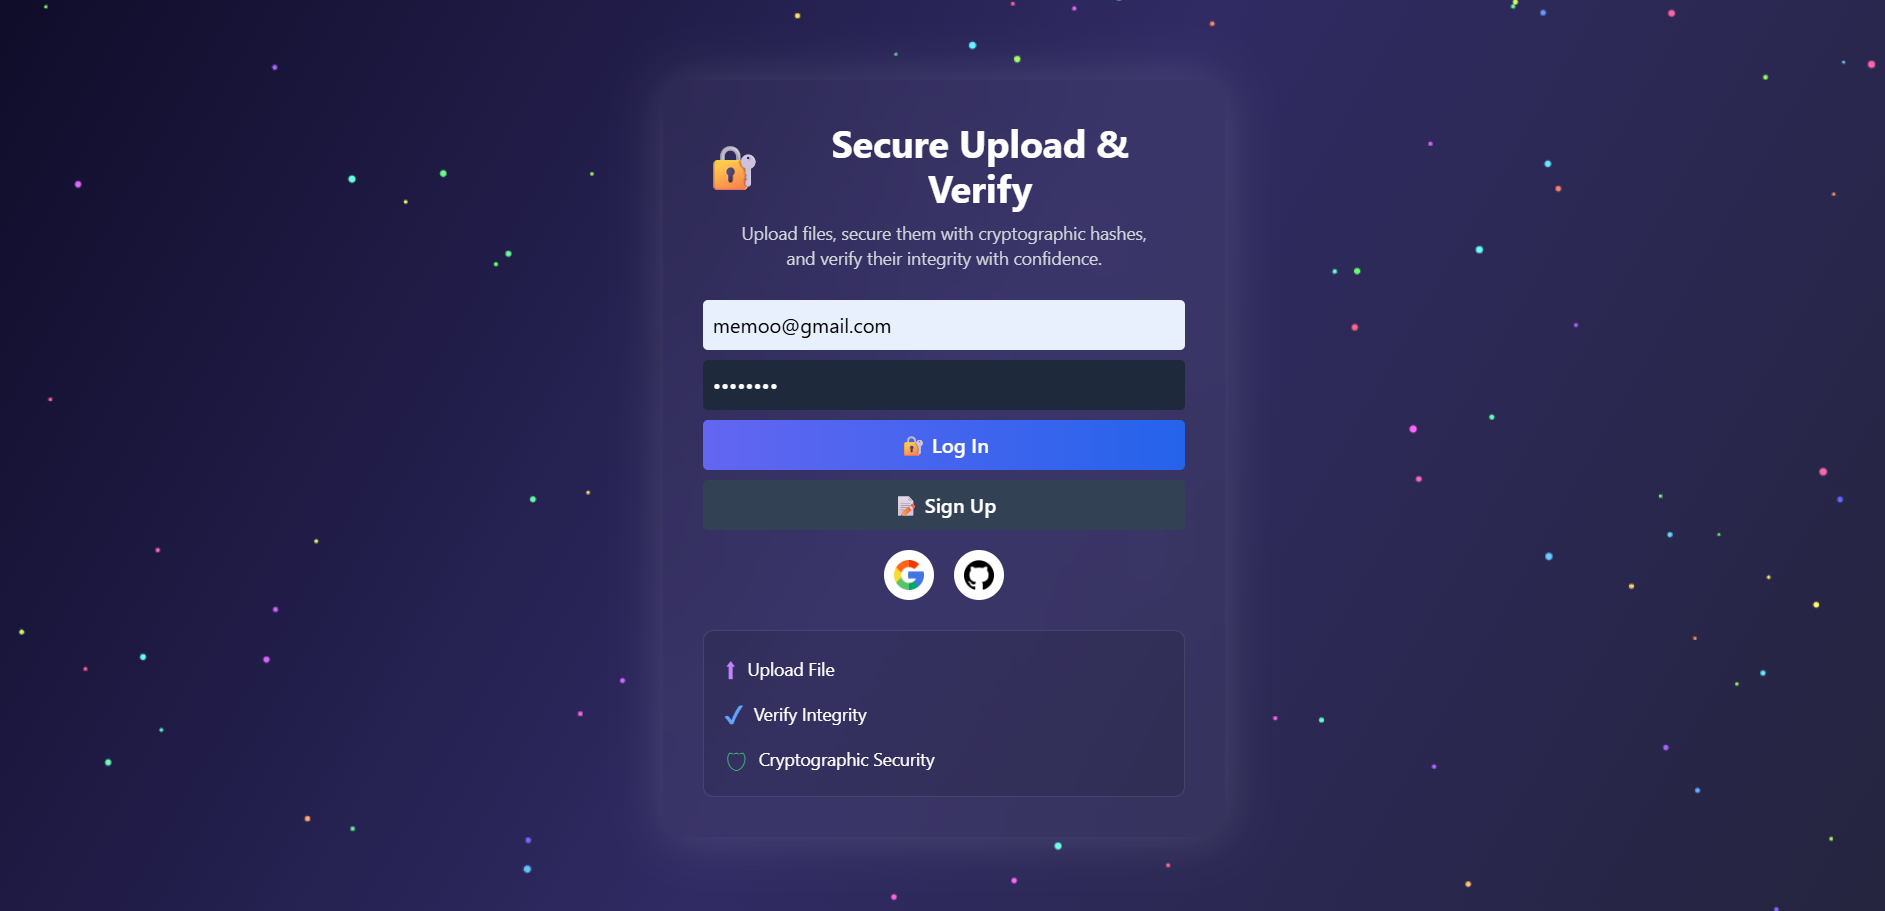 Secure Upload &
Verify
Upload files, secure them with cryptographic hashes,
and verify their integrity with confidence.
memoo@gmail.com
••••••••
Log In
Sign Up
Upload File
Verify Integrity
Cryptographic Security